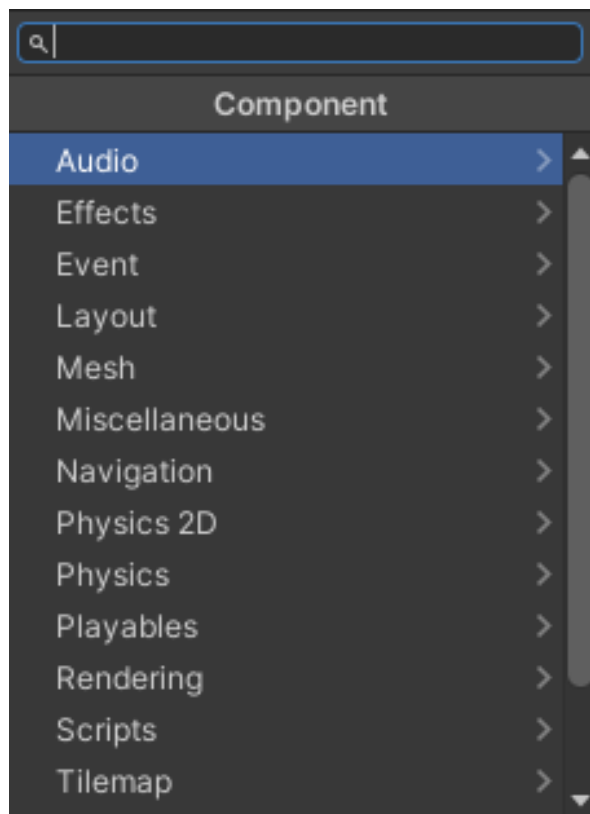 Component
Audio
Effects
Event
Layout
Mesh
Miscellaneous
Navigation
Physics 2D
Physics
Playables
Rendering
Scripts
Tilemap